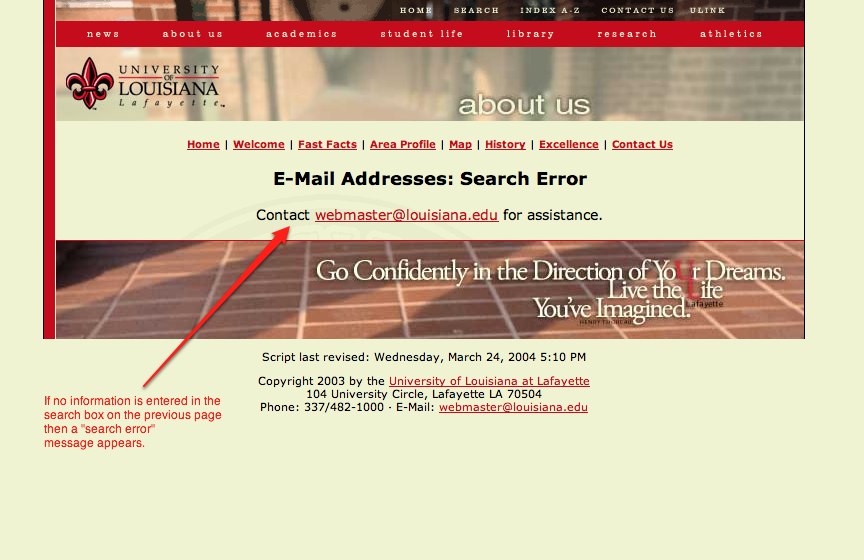 HOME SEARCH INDEX A-Z CONTACT US ULINK
news about us academics student life library research athletics
UNIVERSITY
OF
LOUISIANA
Lafayette™
about us
Home | Welcome | Fast Facts | Area Profile | Map | History | Excellence | Contact Us
E-Mail Addresses: Search Error
Contact webmaster@louisiana.edu for assistance.
Go Confidently in the Direction of YoUr Dreams.
Live the Life
Lafayette
You've Imagined.
HENRY THOREAU
Script last revised: Wednesday, March 24, 2004 5:10 PM
Copyright 2003 by the University of Louisiana at Lafayette
104 University Circle, Lafayette LA 70504
Phone: 337/482-1000 · E-Mail: webmaster@louisiana.edu
If no information is entered in the
search box on the previous page
then a "search error"
message appears.